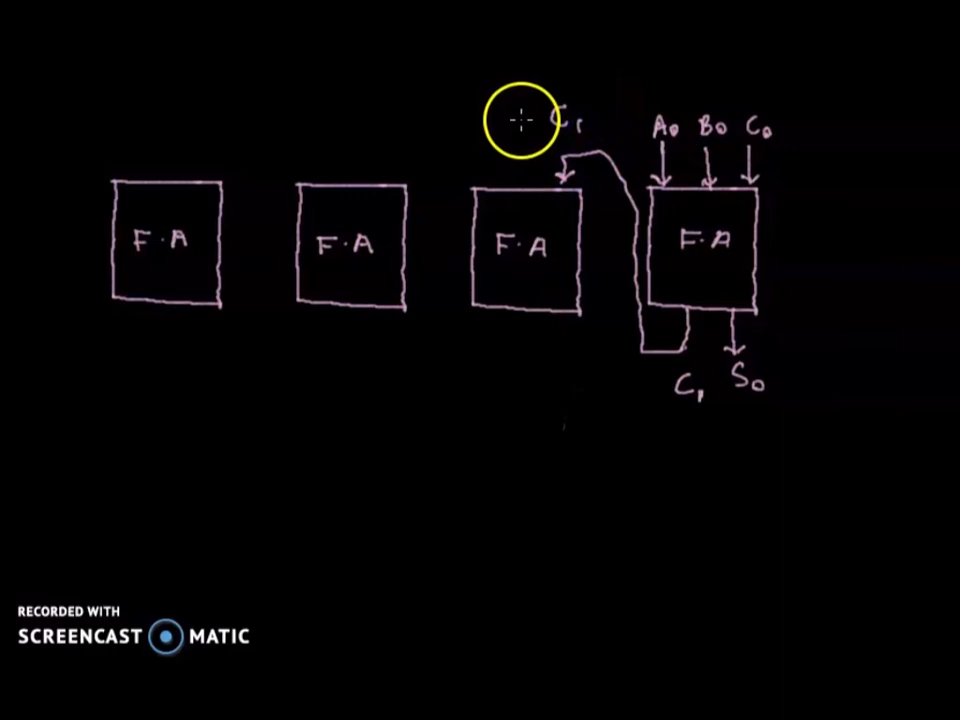 C₁ A₀ B₀ C₀
F·A F·A F·A F·A
C₁ S₀
RECORDED WITH
SCREENCAST MATIC